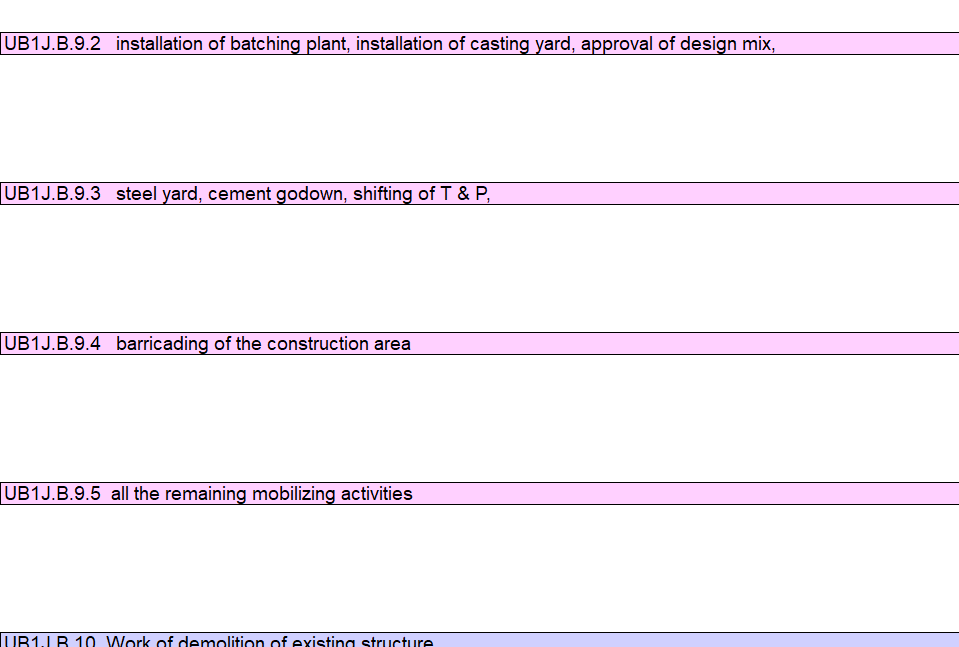 UB1J.B.9.2 installation of batching plant, installation of casting yard, approval of design mix,
UB1J.B.9.3 steel yard, cement godown, shifting of T & P,
UB1J.B.9.4 barricading of the construction area
UB1J.B.9.5 all the remaining mobilizing activities
UB1J.B.10 Work of demolition of existing structure